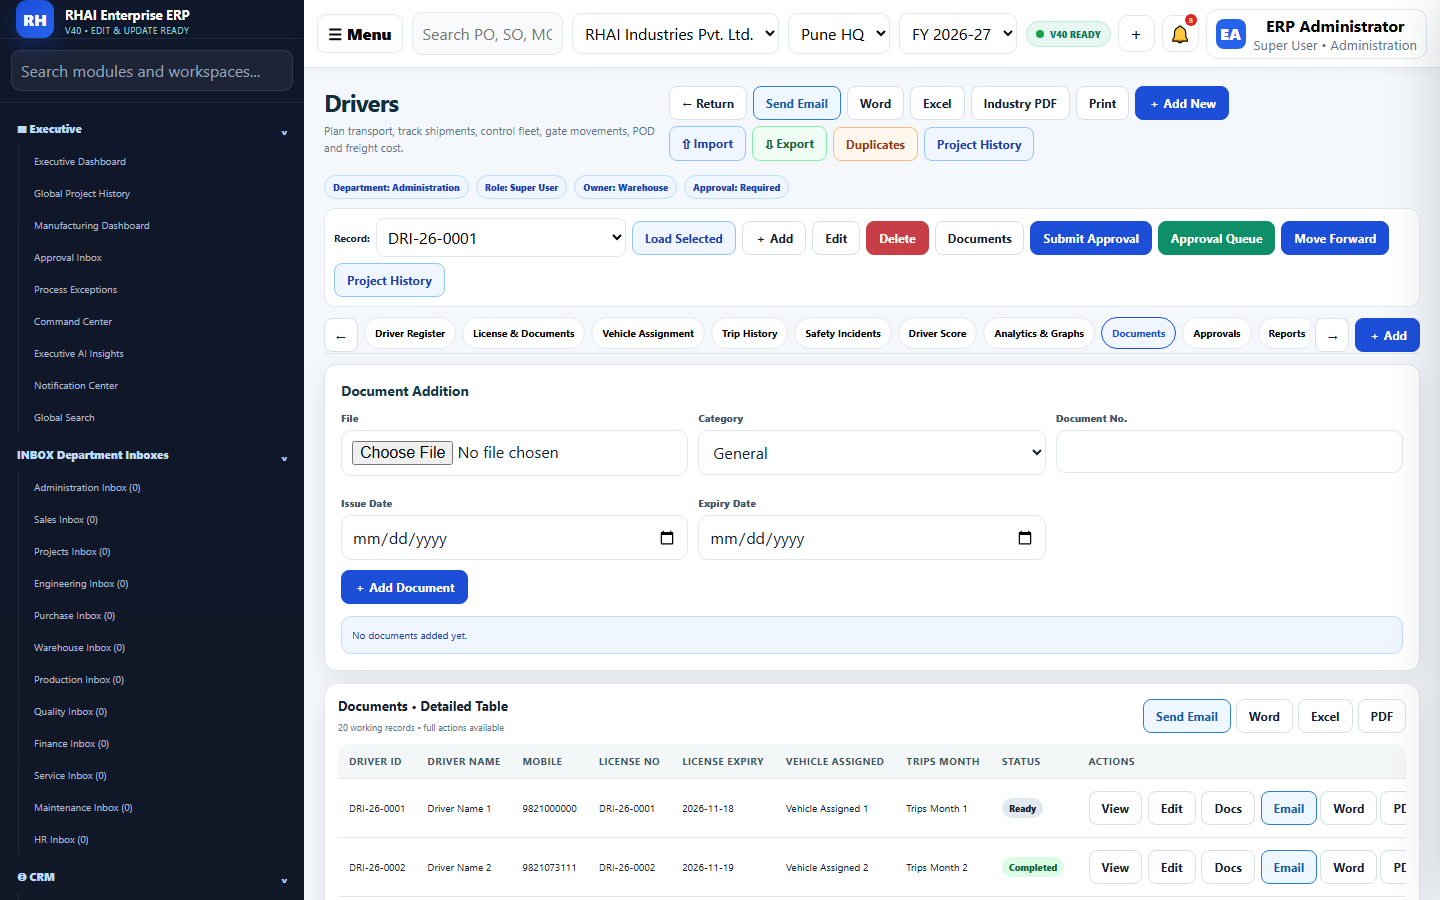 RH
RHAI Enterprise ERP
V40 • EDIT & UPDATE READY
Search modules and workspaces...
Executive
Executive Dashboard
Global Project History
Manufacturing Dashboard
Approval Inbox
Process Exceptions
Command Center
Executive AI Insights
Notification Center
Global Search
INBOX Department Inboxes
Administration Inbox (0)
Sales Inbox (0)
Projects Inbox (0)
Engineering Inbox (0)
Purchase Inbox (0)
Warehouse Inbox (0)
Production Inbox (0)
Quality Inbox (0)
Finance Inbox (0)
Service Inbox (0)
Maintenance Inbox (0)
HR Inbox (0)
CRM
☰ Menu
Search PO, SO, MO
RHAI Industries Pvt. Ltd.
Pune HQ
FY 2026-27
V40 READY
+
8
EA
ERP Administrator
Super User • Administration
Drivers
Plan transport, track shipments, control fleet, gate movements, POD
and freight cost.
← Return
Send Email
Word
Excel
Industry PDF
Print
+ Add New
⇧ Import
⇩ Export
Duplicates
Project History
Department: Administration
Role: Super User
Owner: Warehouse
Approval: Required
Record:
DRI-26-0001
Load Selected
+ Add
Edit
Delete
Documents
Submit Approval
Approval Queue
Move Forward
Project History
←
Driver Register
License & Documents
Vehicle Assignment
Trip History
Safety Incidents
Driver Score
Analytics & Graphs
Documents
Approvals
Reports
→
+ Add
Document Addition
File
Category
Document No.
Choose File No file chosen
General
Issue Date
Expiry Date
mm/dd/yyyy
mm/dd/yyyy
+ Add Document
No documents added yet.
Documents • Detailed Table
20 working records • full actions available
Send Email
Word
Excel
PDF
DRIVER ID DRIVER NAME MOBILE LICENSE NO LICENSE EXPIRY VEHICLE ASSIGNED TRIPS MONTH STATUS ACTIONS
DRI-26-0001 Driver Name 1 9821000000 DRI-26-0001 2026-11-18 Vehicle Assigned 1 Trips Month 1 Ready View Edit Docs Email Word PD
DRI-26-0002 Driver Name 2 9821073111 DRI-26-0002 2026-11-19 Vehicle Assigned 2 Trips Month 2 Completed View Edit Docs Email Word PD